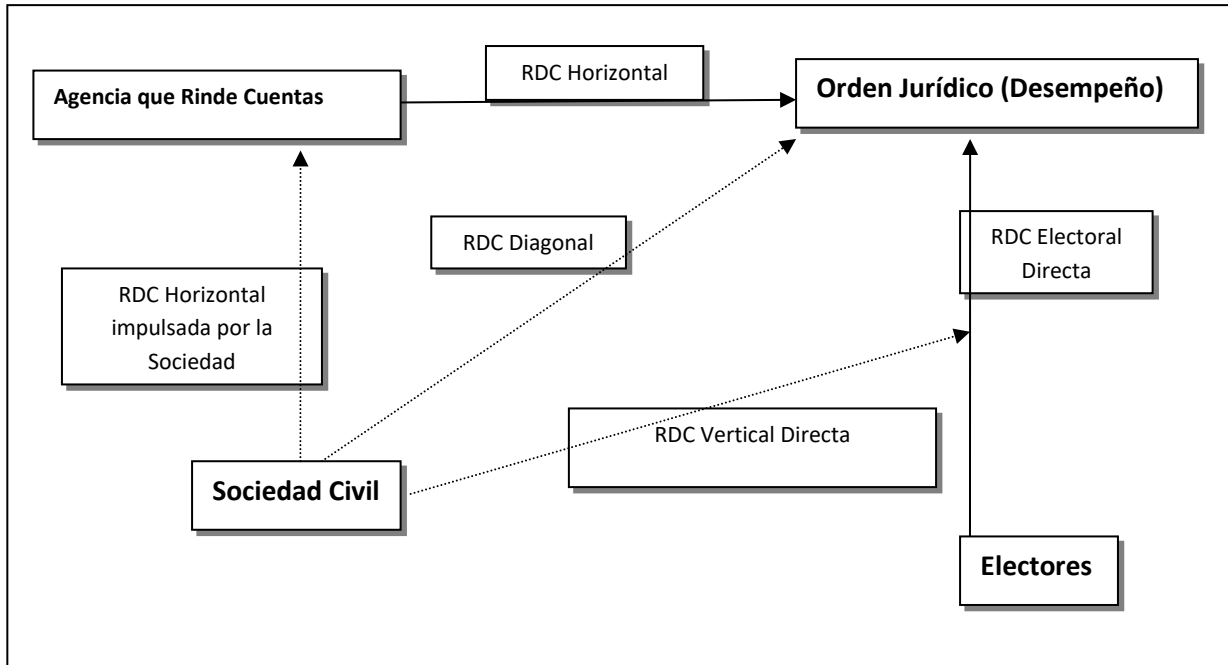 RDC Horizontal
Agencia que Rinde Cuentas
Orden Jurídico (Desempeño)
RDC Diagonal
RDC Electoral
Directa
RDC Horizontal
impulsada por la
Sociedad
RDC Vertical Directa
Sociedad Civil
Electores